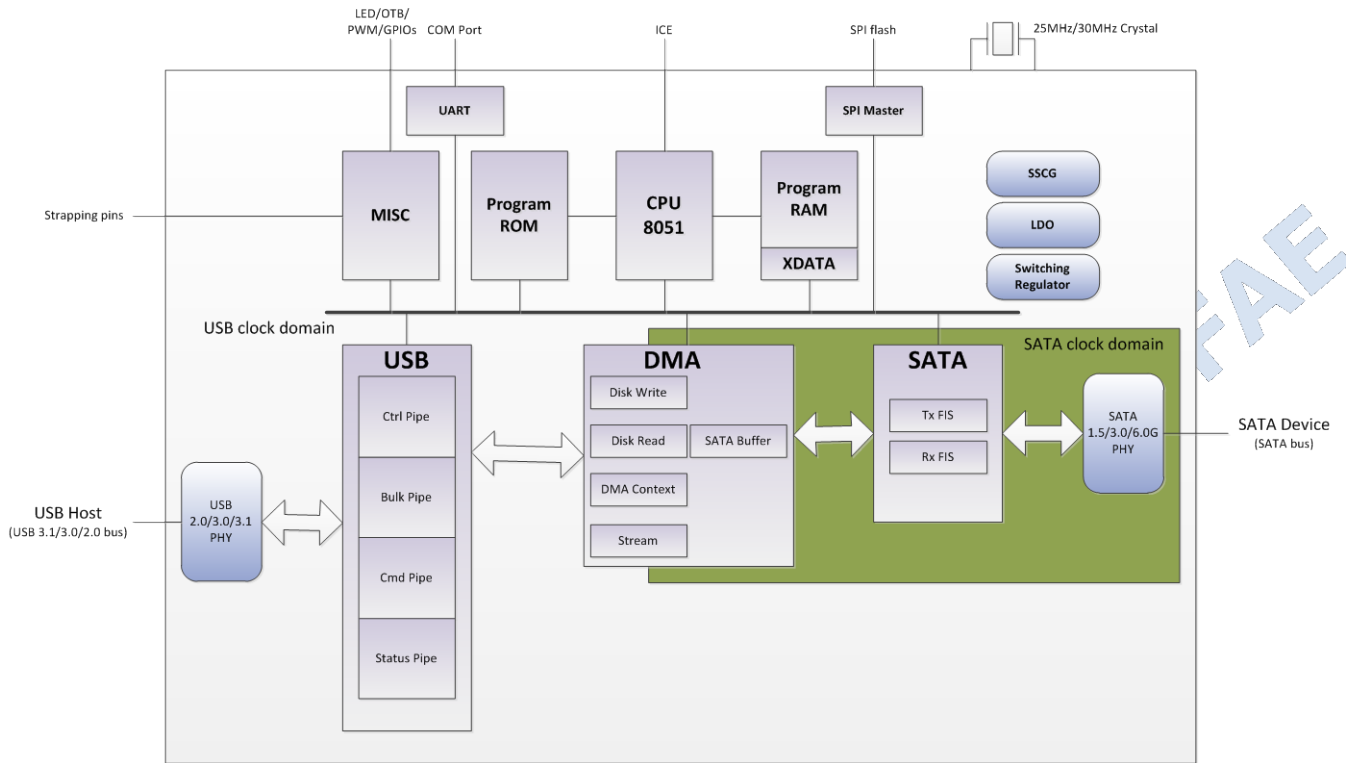 LED/OTB/
PWM/GPIOs
COM Port
ICE
SPI flash
25MHz/30MHz Crystal
UART
SPI Master
MISC
Program
ROM
CPU
8051
Program
RAM
XDATA
SSCG
LDO
Switching
Regulator
Strapping pins
FAE
USB clock domain
SATA clock domain
USB
Ctrl Pipe
Bulk Pipe
Cmd Pipe
Status Pipe
DMA
Disk Write
Disk Read
SATA Buffer
DMA Context
Stream
SATA
Tx FIS
Rx FIS
SATA
1.5/3.0/6.0G
PHY
SATA Device
(SATA bus)
USB Host
(USB 3.1/3.0/2.0 bus)
USB
2.0/3.0/3.1
PHY